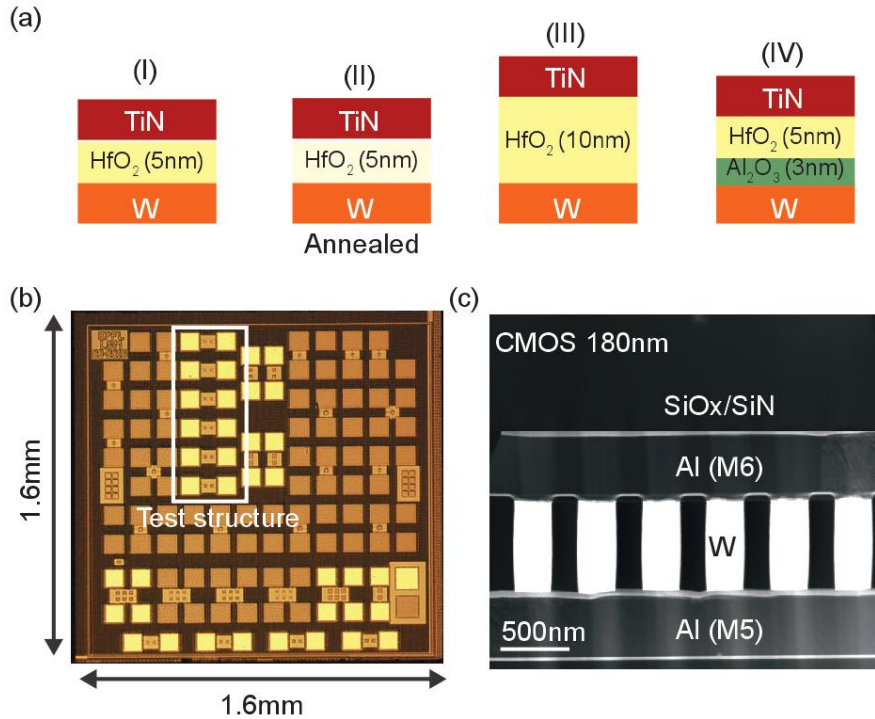 (a)
(I)
TiN
HfO₂ (5nm)
W
(II)
TiN
HfO₂ (5nm)
W
Annealed
(III)
TiN
HfO₂ (10nm)
W
(IV)
TiN
HfO₂ (5nm)
Al₂O₃ (3nm)
W
(b)
1.6mm
Test structure
1.6mm
(c)
CMOS 180nm
SiOx/SiN
Al (M6)
W
500nm
Al (M5)